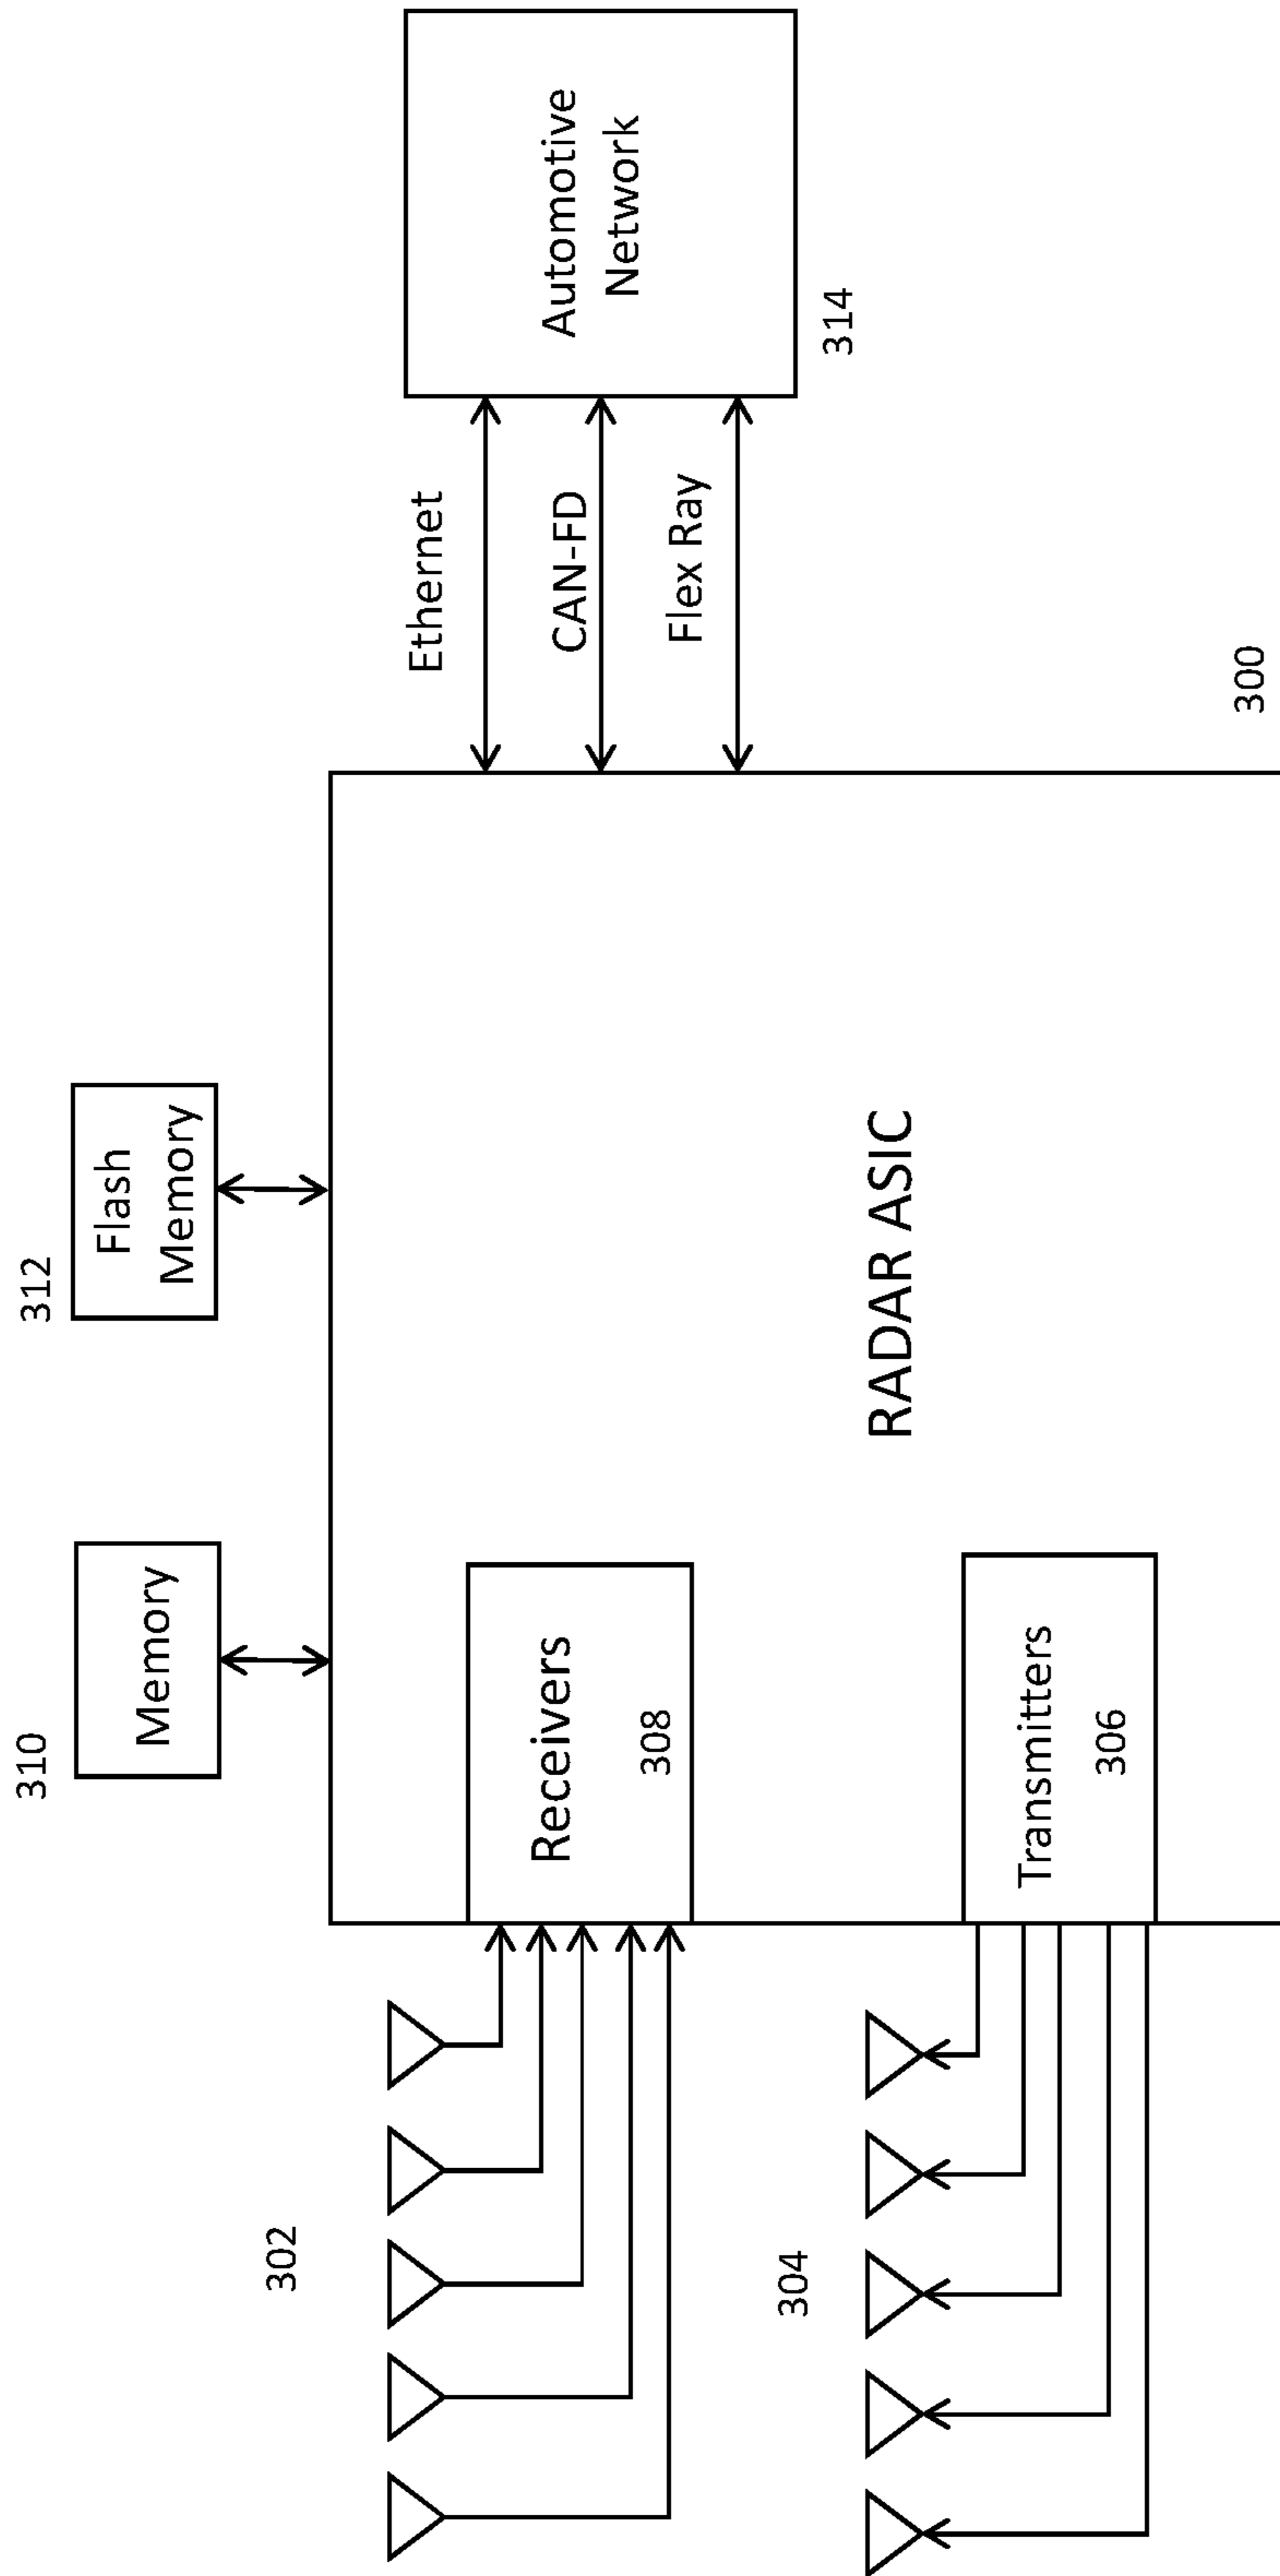 310
Memory
312
Flash
Memory
302
Receivers
308
304
Transmitters
306
RADAR ASIC
300
Ethernet
CAN-FD
Flex Ray
Automotive
Network
314